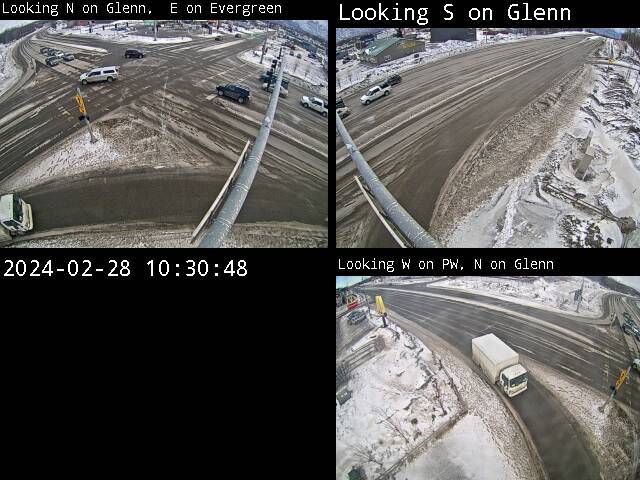 Looking N on Glenn,  E on Evergreen
Looking S on Glenn
2024-02-28 10:30:48
Looking W on PW, N on Glenn